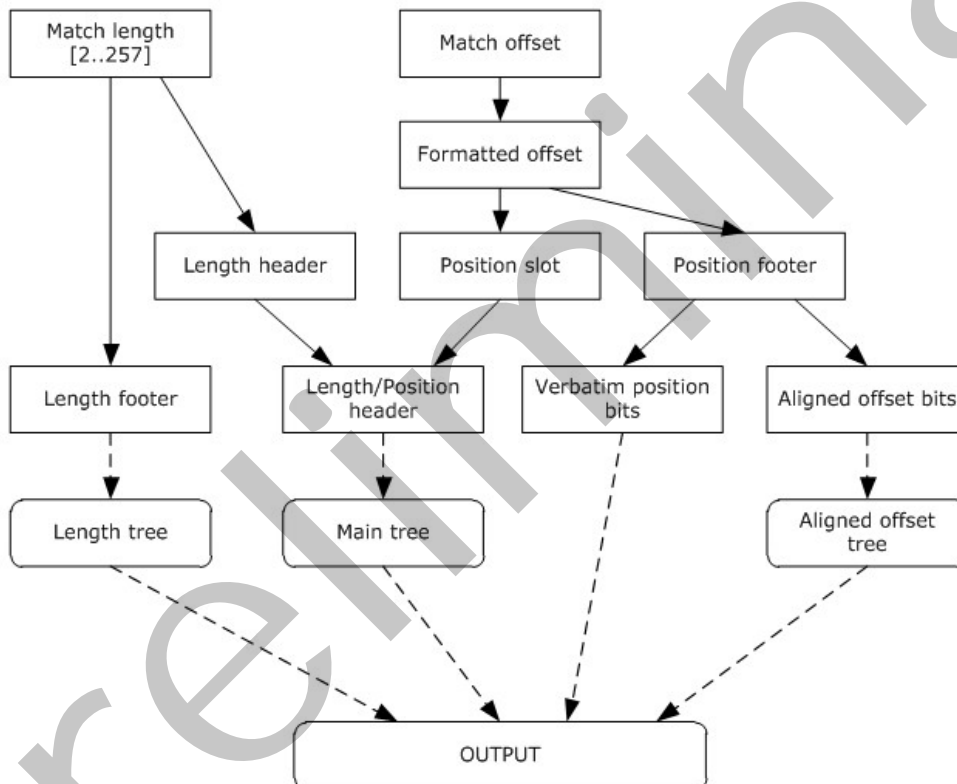 Match length
[2..257]
Match offset
Formatted offset
Length header
Position slot
Position footer
Length footer
Length/Position
header
Verbatim position
bits
Aligned offset bits
Length tree
Main tree
Aligned offset
tree
OUTPUT
relimina